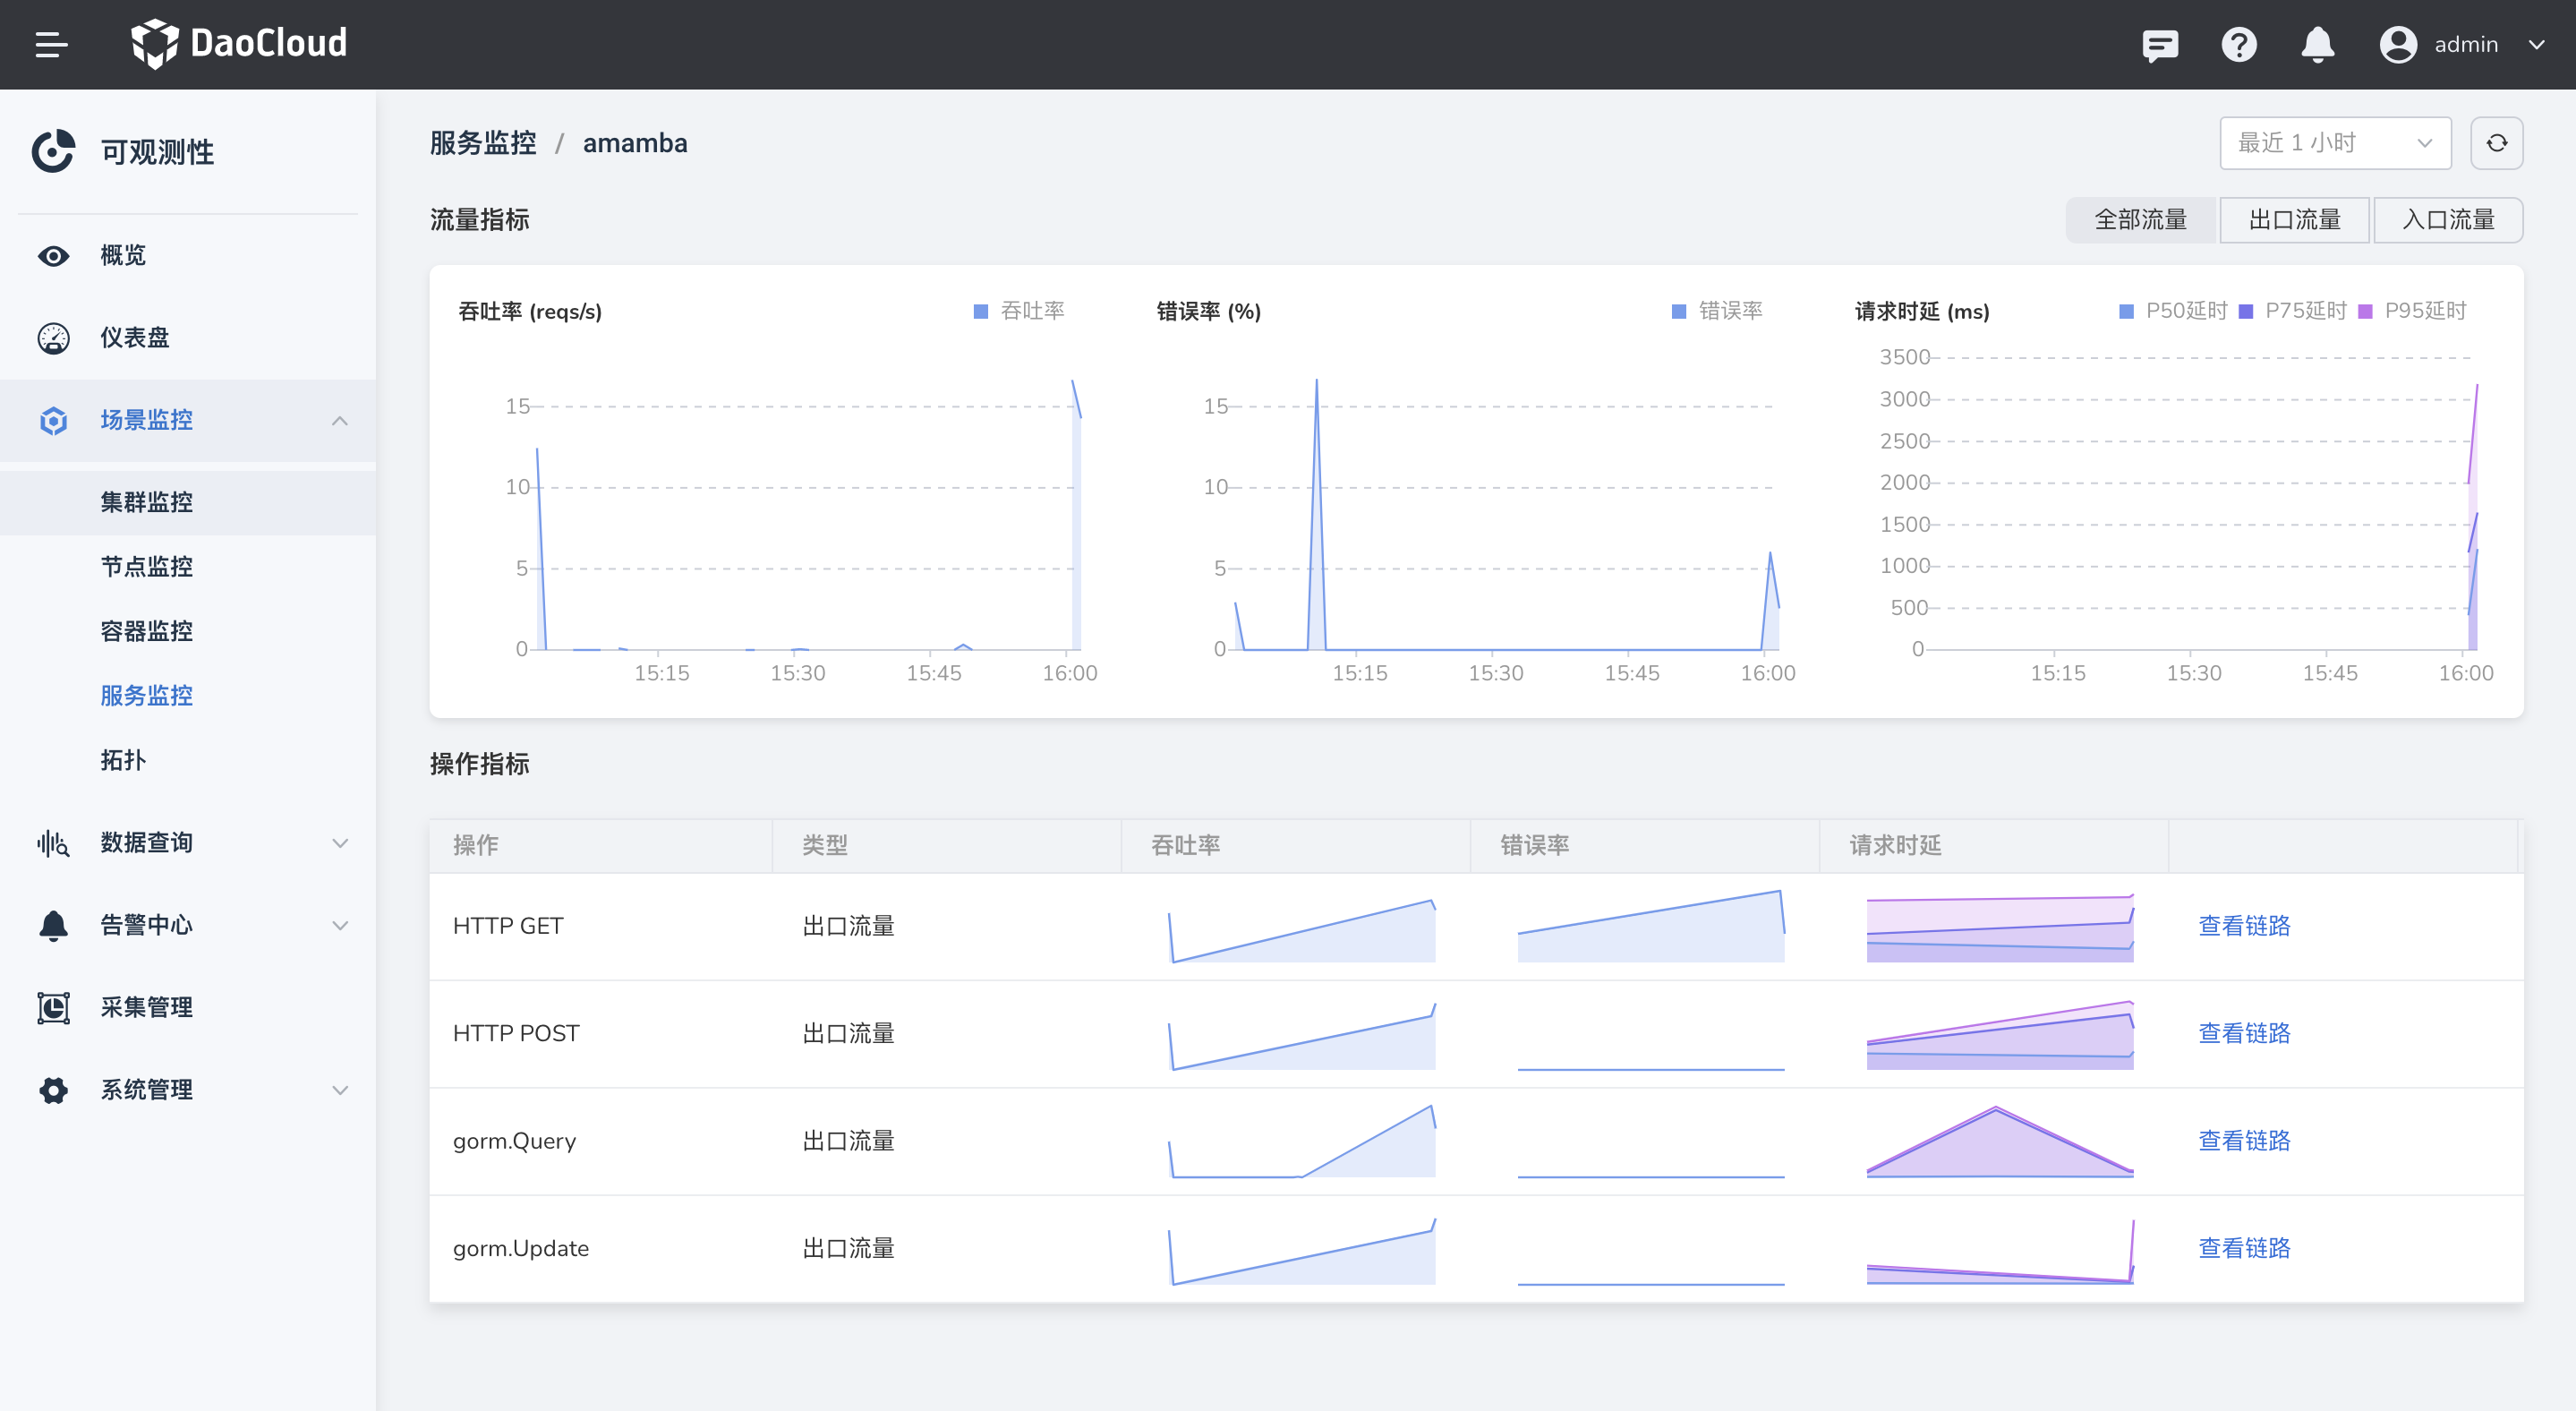 DaoCloud
admin
可观测性
概览
仪表盘
场景监控
集群监控
节点监控
容器监控
服务监控
拓扑
数据查询
告警中心
采集管理
系统管理
服务监控 / amamba
最近 1 小时
流量指标
全部流量 出口流量 入口流量
吞吐率 (reqs/s) 吞吐率
15
10
5
0
15:15 15:30 15:45 16:00
错误率 (%) 错误率
15
10
5
0
15:15 15:30 15:45 16:00
请求时延 (ms) P50延时 P75延时 P95延时
3500
3000
2500
2000
1500
1000
500
0
15:15 15:30 15:45 16:00
操作指标
操作 类型 吞吐率 错误率 请求时延
HTTP GET 出口流量 查看链路
HTTP POST 出口流量 查看链路
gorm.Query 出口流量 查看链路
gorm.Update 出口流量 查看链路